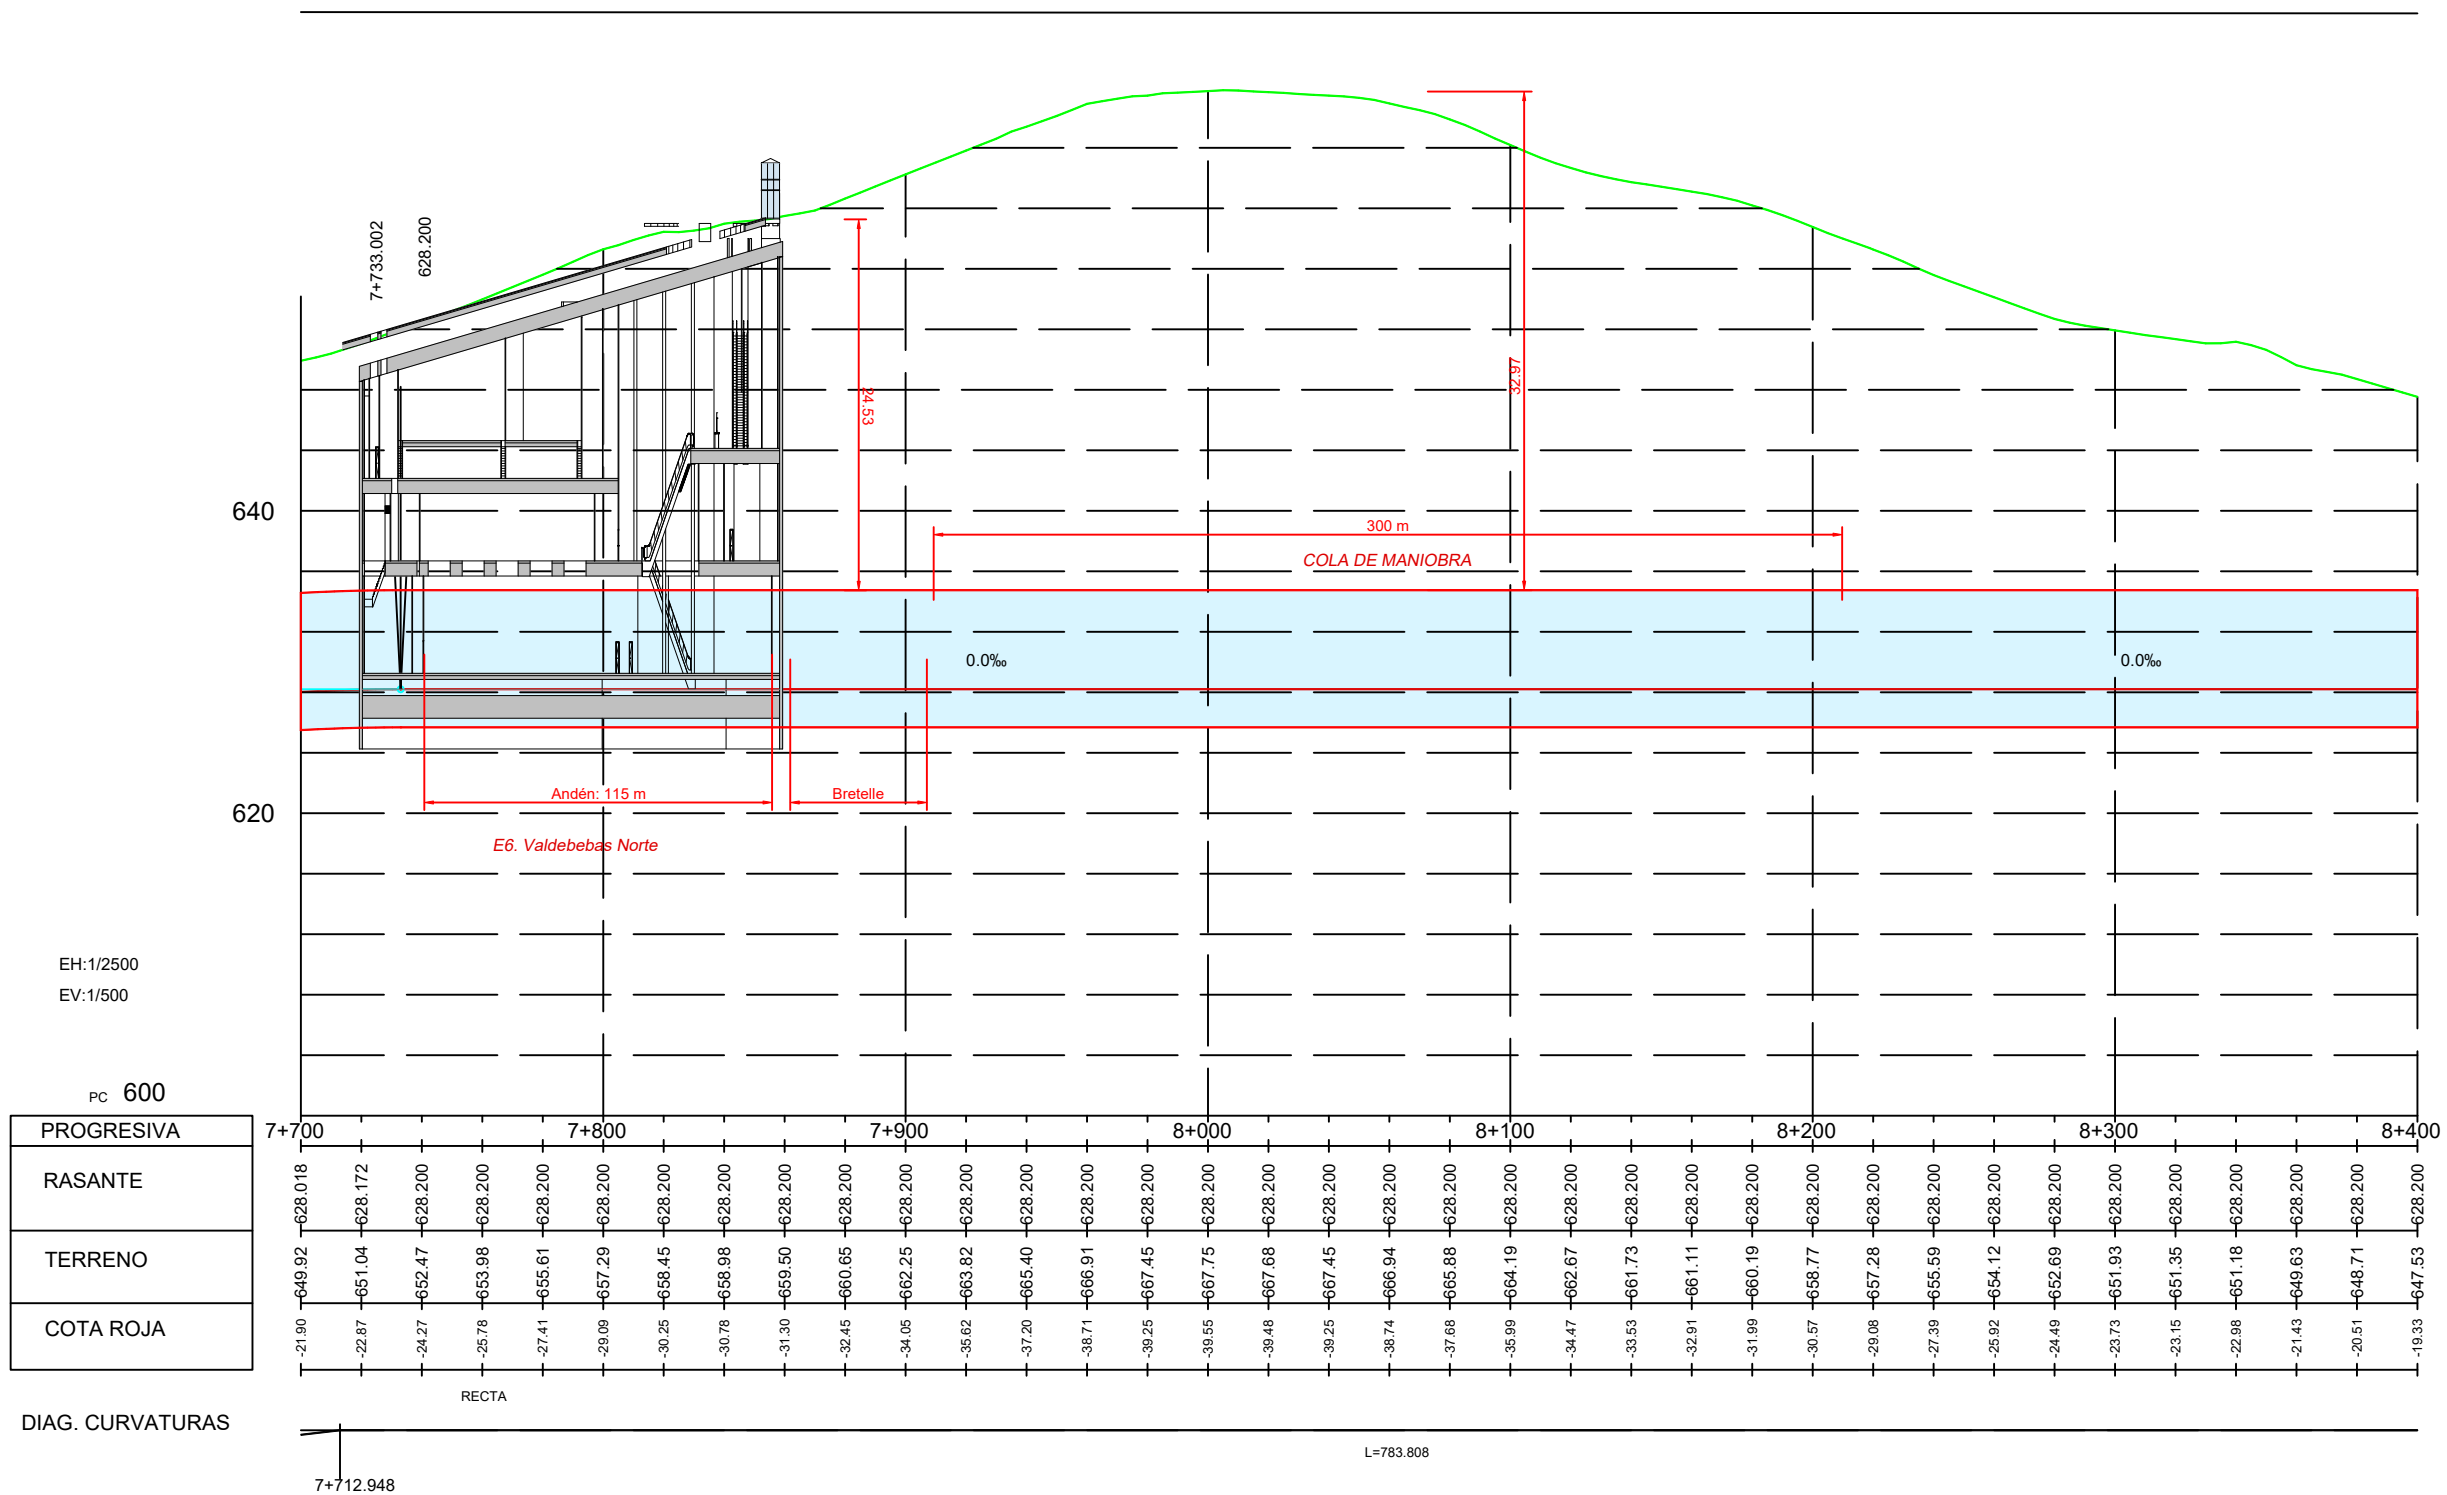 7+733.002
628.200
24.53
32.97
640
300 m
COLA DE MANIOBRA
0.0‰
0.0‰
Andén: 115 m
Bretelle
620
E6. Valdebebas Norte
EH:1/2500
EV:1/500
PC 600
PROGRESIVA 7+700 7+800 7+900 8+000 8+100 8+200 8+300 8+400
RASANTE 628.018 628.172 628.200 628.200 628.200 628.200 628.200 628.200 628.200 628.200 628.200 628.200 628.200 628.200 628.200 628.200 628.200 628.200 628.200 628.200 628.200 628.200 628.200 628.200 628.200 628.200 628.200 628.200 628.200 628.200 628.200 628.200 628.200 628.200 628.200 628.200
TERRENO 649.92 651.04 652.47 653.98 655.61 657.29 658.45 658.98 659.50 660.65 662.25 663.82 665.40 666.91 667.45 667.75 667.68 667.45 666.94 665.88 664.19 662.67 661.73 661.11 660.19 658.77 657.28 655.59 654.12 652.69 651.93 651.35 651.18 649.63 648.71 647.53
COTA ROJA -21.90 -22.87 -24.27 -25.78 -27.41 -29.09 -30.25 -30.78 -31.30 -32.45 -34.05 -35.62 -37.20 -38.71 -39.25 -39.55 -39.48 -39.25 -38.74 -37.68 -35.99 -34.47 -33.53 -32.91 -31.99 -30.57 -29.08 -27.39 -25.92 -24.49 -23.73 -23.15 -22.98 -21.43 -20.51 -19.33
RECTA
DIAG. CURVATURAS
L=783.808
7+712.948